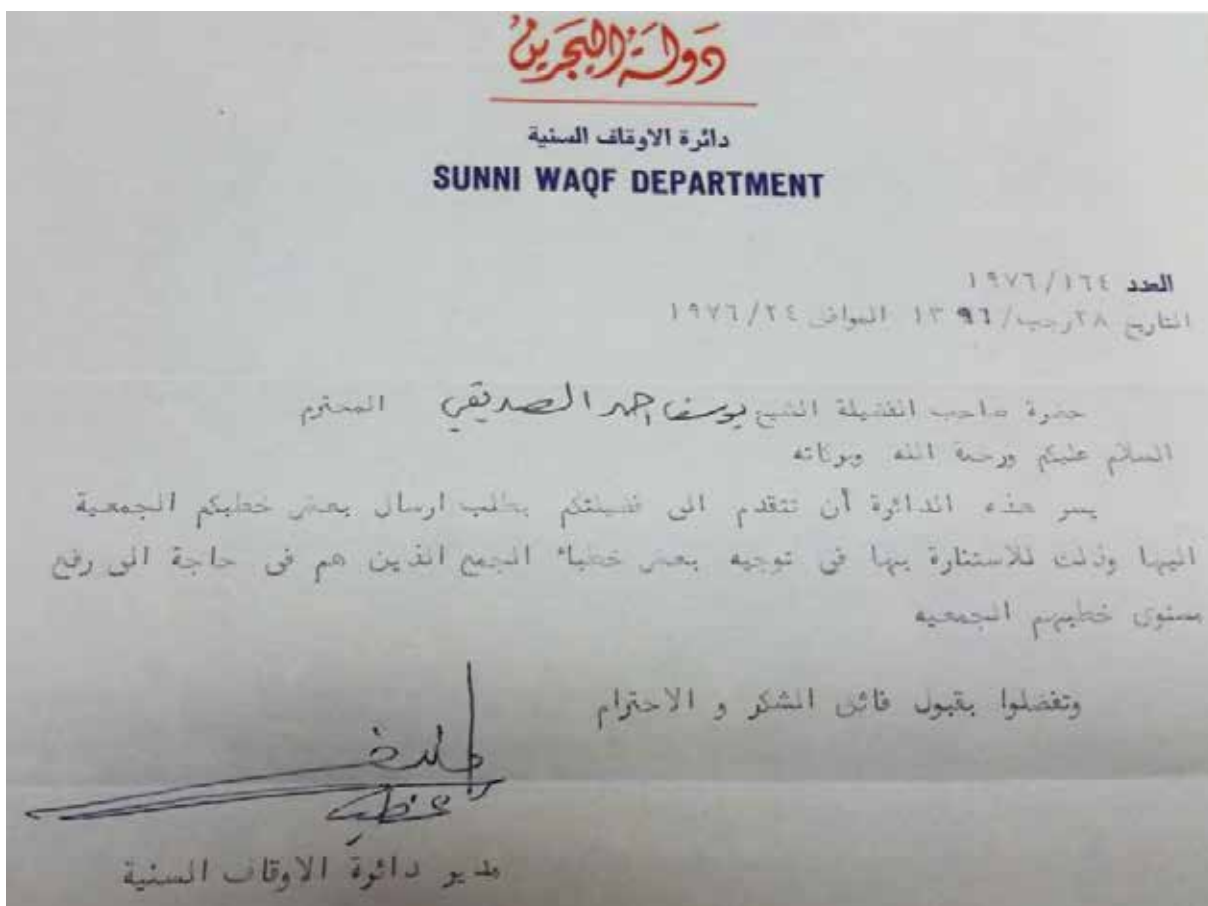 دولة البحرين
دائرة الاوقاف السنية
SUNNI WAQF DEPARTMENT
العدد ١٩٧٦/١٦٤
التاريخ ٢٨ رجب/١٣٩٦ الموافق ١٩٧٦/٢٤
حضرة صاحب الفضيلة الشيخ يوسف احمد الصديقي المحترم
السلام عليكم ورحمة الله وبركاته
يسر هذه الدائرة أن تتقدم الى فضيلتكم بطلب ارسال بعض خطبكم الجمعية
اليها وذلك للاستنارة بها فى توجيه بعض خطباء الجمع الذين هم فى حاجة الى رفع
مستوى خطبهم الجمعيه
وتفضلوا بقبول فائق الشكر و الاحترام
مدير دائرة الاوقاف السنية